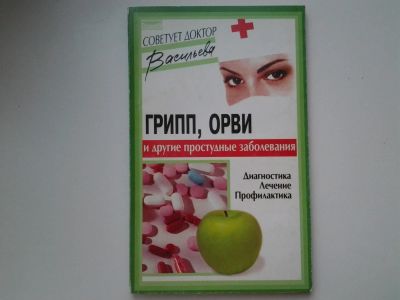 СОВЕТУЕТ ДОКТОР
Васильева
ГРИПП, ОРВИ
и другие простудные заболевания
Диагностика
Лечение
Профилактика